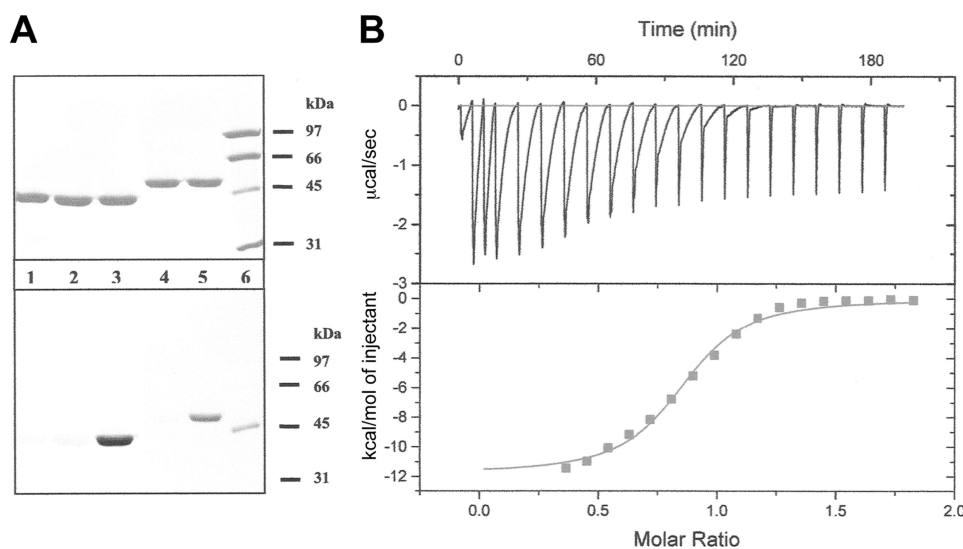 A
kDa
97
66
45
31
1 2 3 4 5 6
kDa
97
66
45
31
B
Time (min)
0 30 60 90 120 180
0
-1
-2
-3
µcal/sec
0
-2
-4
-6
-8
-10
-12
kcal/mol of injectant
0.0 0.5 1.0 1.5 2.0
Molar Ratio